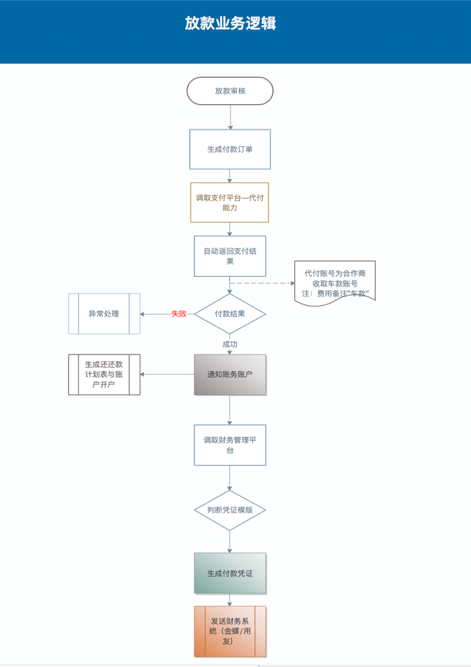 放款业务逻辑
放款审核
生成付款订单
调取支付平台—代付
能力
自动返回支付结
果
代付账号为合作商
收取车款账号
注：费用备注“车款”
异常处理
失败
付款结果
成功
生成还还款
计划表与账
户开户
通知账务账户
调取财务管理平
台
判断凭证模版
生成付款凭证
发送财务系
统（金蝶/用
友）